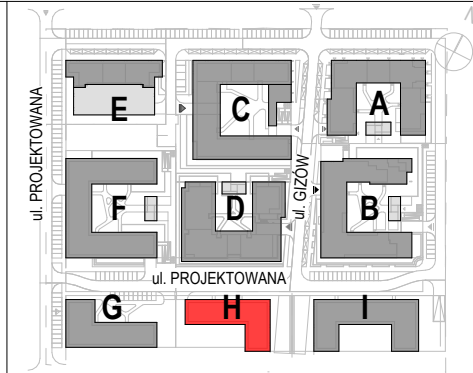 ul. PROJEKTOWANA
E
C
A
ul. GIZÓW
F
D
B
ul. PROJEKTOWANA
G
H
I